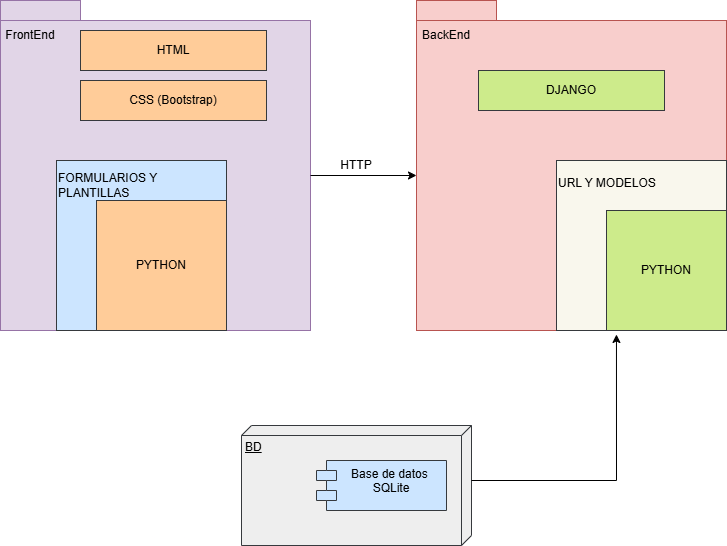 FrontEnd
HTML
CSS (Bootstrap)
FORMULARIOS Y
PLANTILLAS
PYTHON
HTTP
BackEnd
DJANGO
URL Y MODELOS
PYTHON
BD
Base de datos
SQLite